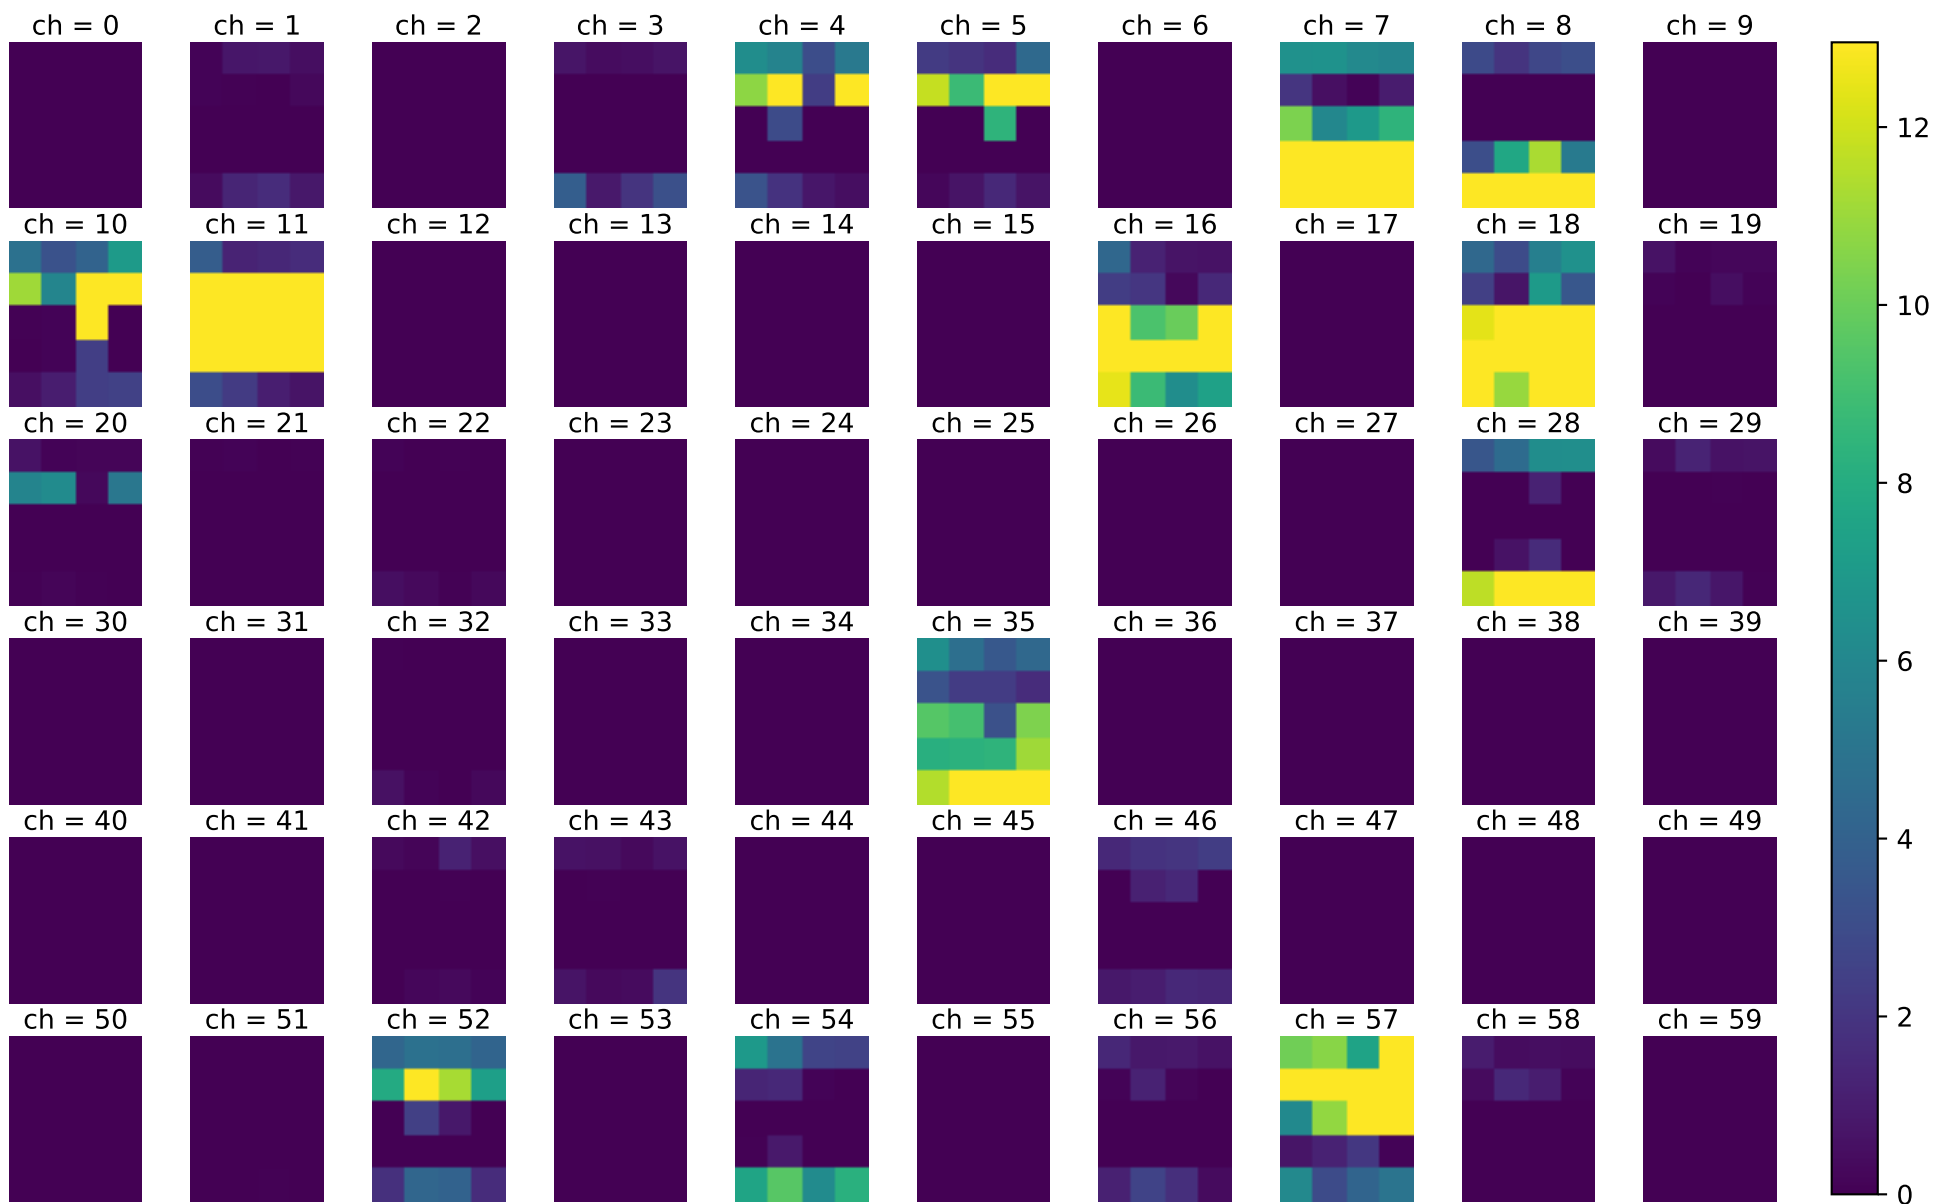 ch = 0 ch = 1 ch = 2 ch = 3 ch = 4 ch = 5 ch = 6 ch = 7 ch = 8 ch = 9
12
10
8
6
4
2
0
ch = 10 ch = 11 ch = 12 ch = 13 ch = 14 ch = 15 ch = 16 ch = 17 ch = 18 ch = 19
ch = 20 ch = 21 ch = 22 ch = 23 ch = 24 ch = 25 ch = 26 ch = 27 ch = 28 ch = 29
ch = 30 ch = 31 ch = 32 ch = 33 ch = 34 ch = 35 ch = 36 ch = 37 ch = 38 ch = 39
ch = 40 ch = 41 ch = 42 ch = 43 ch = 44 ch = 45 ch = 46 ch = 47 ch = 48 ch = 49
ch = 50 ch = 51 ch = 52 ch = 53 ch = 54 ch = 55 ch = 56 ch = 57 ch = 58 ch = 59